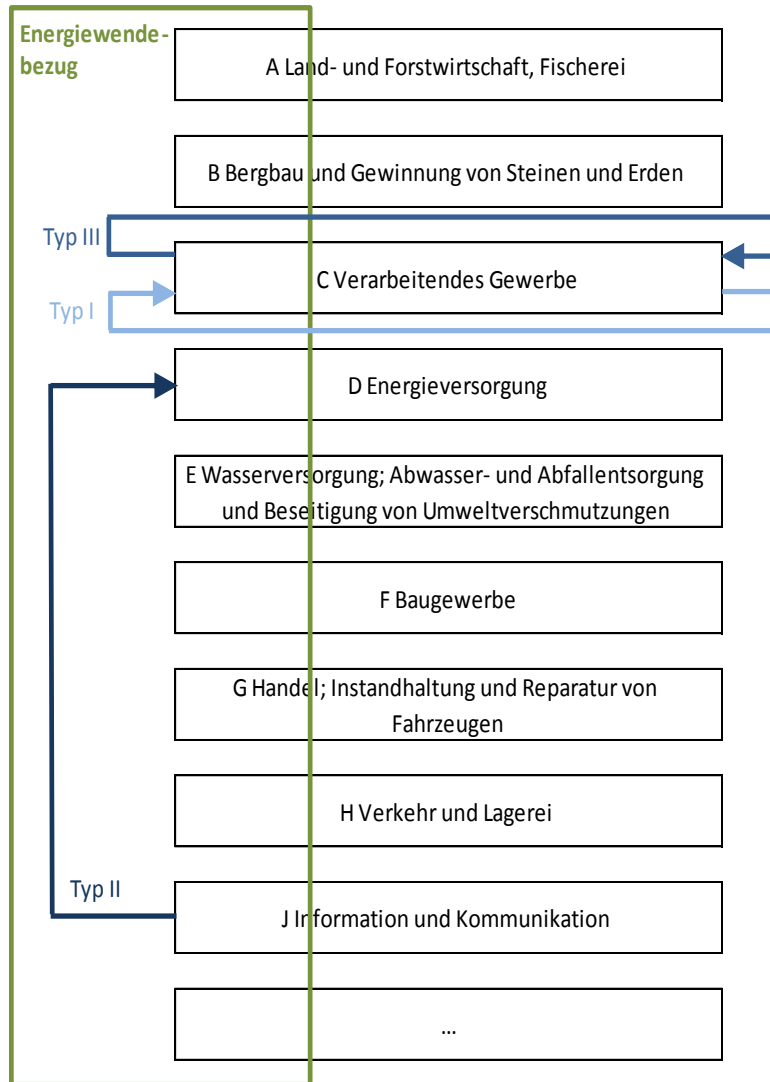 Energiewende-
bezug
A Land- und Forstwirtschaft, Fischerei
B Bergbau und Gewinnung von Steinen und Erden
Typ III
C Verarbeitendes Gewerbe
Typ I
D Energieversorgung
E Wasserversorgung; Abwasser- und Abfallentsorgung
und Beseitigung von Umweltverschmutzungen
F Baugewerbe
G Handel; Instandhaltung und Reparatur von
Fahrzeugen
H Verkehr und Lagerei
Typ II
J Information und Kommunikation
...